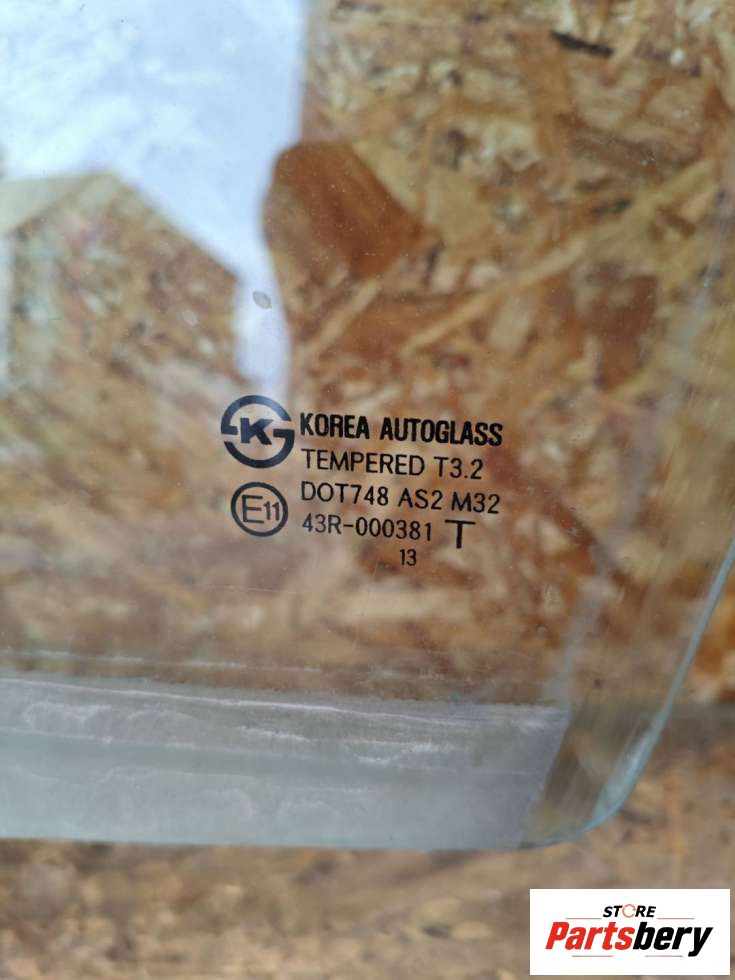 K
KOREA AUTOGLASS
TEMPERED T3.2
E11
DOT748 AS2 M32
43R-000381 T
13
STORE
Partsbery